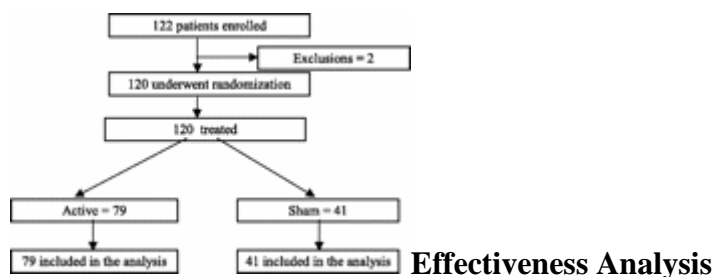 122 patients enrolled
Exclusions = 2
120 underwent randomization
120 treated
Active = 79
Sham = 41
79 included in the analysis
41 included in the analysis
Effectiveness Analysis